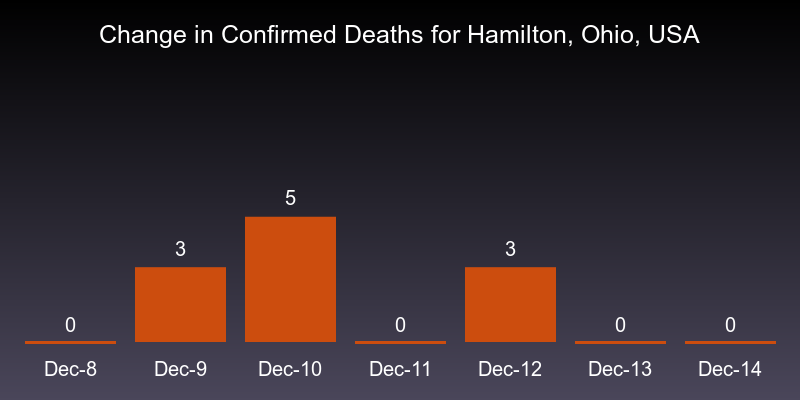 Change in Confirmed Deaths for Hamilton, Ohio, USA
5
3 3
0 0 0 0
Dec-8 Dec-9 Dec-10 Dec-11 Dec-12 Dec-13 Dec-14